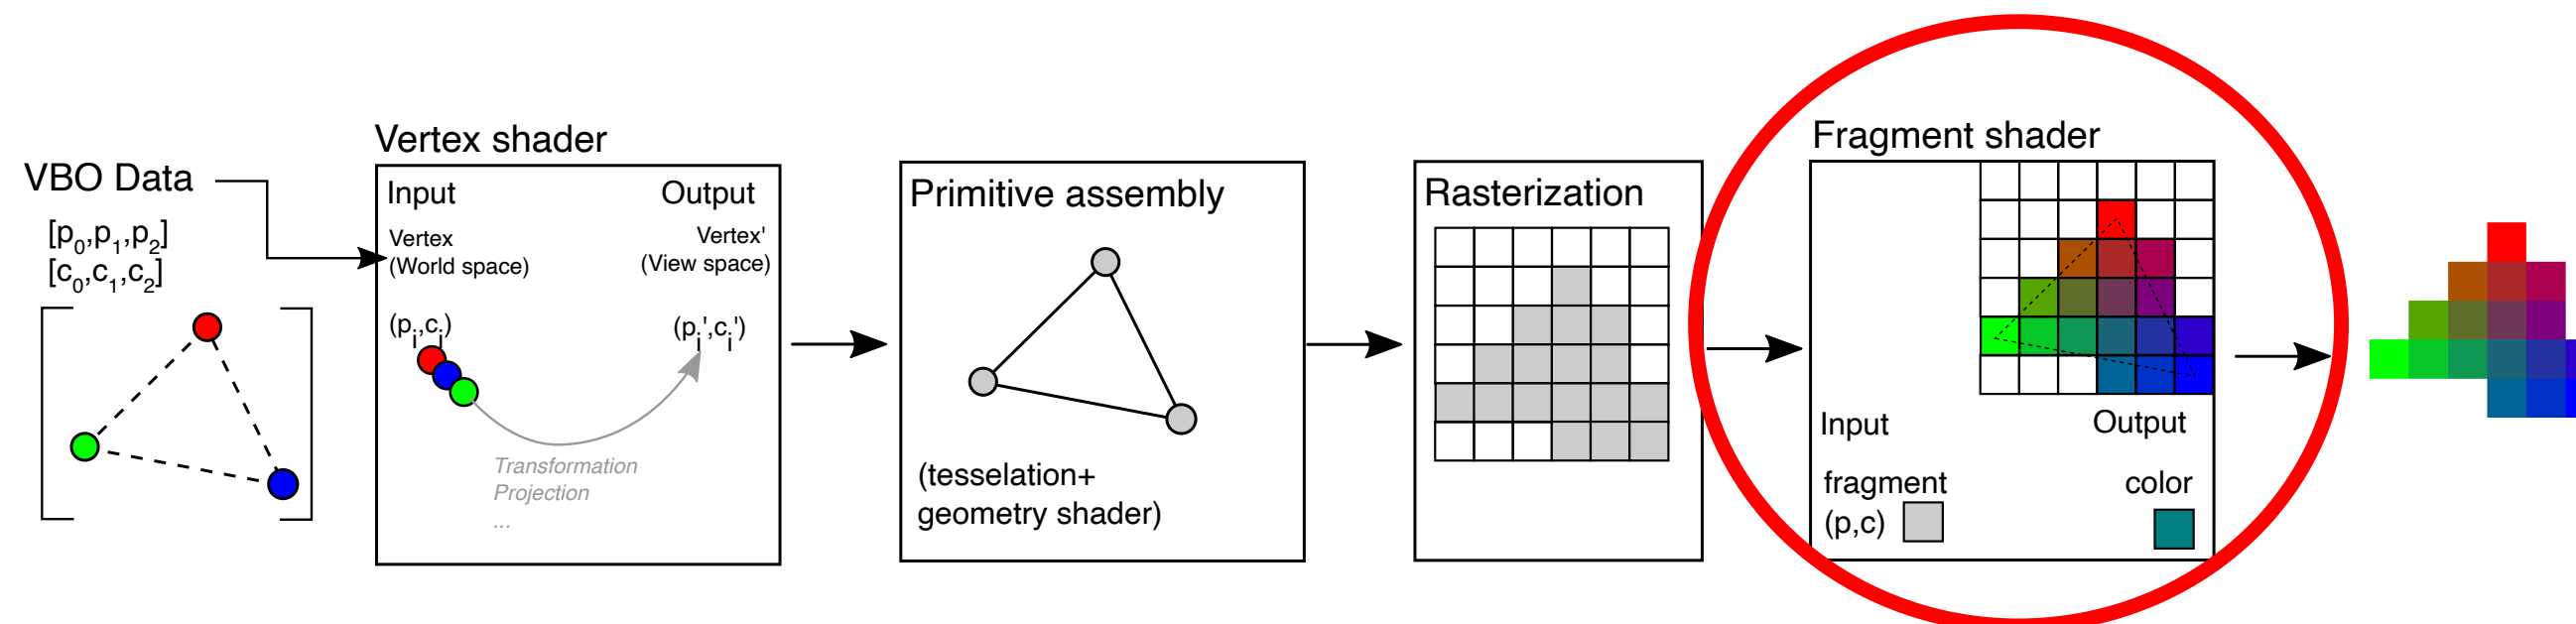 VBO Data
[p0,p1,p2]
[c0,c1,c2]
Vertex shader
Input
Output
Vertex
(World space)
Vertex'
(View space)
(pi,ci)
(pi',ci')
Transformation
Projection
...
Primitive assembly
(tesselation+
geometry shader)
Rasterization
Fragment shader
Input
Output
fragment
(p,c)
color